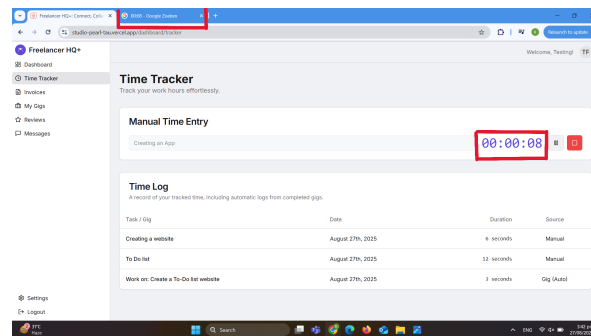 Freelancer HQ+: Connect, Coll
studio-pearl-tau.vercel.app/dashboard/tracker
Relaunch to update
Freelancer HQ+
Welcome, Testing!
TF
Dashboard
Time Tracker
Invoices
My Gigs
Reviews
Messages
Time Tracker
Track your work hours effortlessly.
Manual Time Entry
Creating an App
00:00:08
Time Log
A record of your tracked time, including automatic logs from completed gigs.
Task / Gig Date Duration Source
Creating a website August 27th, 2025 6 seconds Manual
To Do list August 27th, 2025 12 seconds Manual
Work on: Create a To-Do list website August 27th, 2025 3 seconds Gig (Auto)
Settings
Logout
31°C
Haze
Search
ENG
3:42